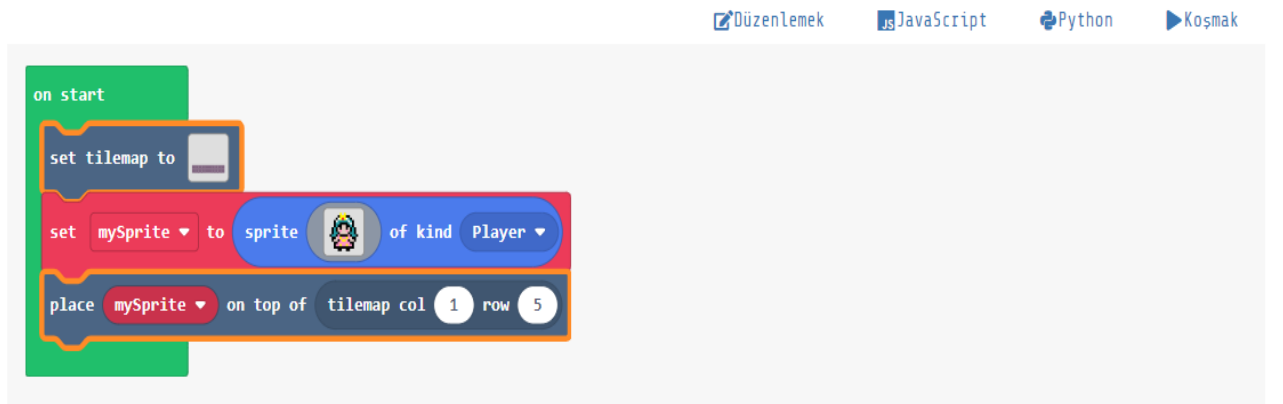 Düzenlemek JS JavaScript Python Koşmak
on start
set tilemap to
set mySprite to sprite of kind Player
place mySprite on top of tilemap col 1 row 5